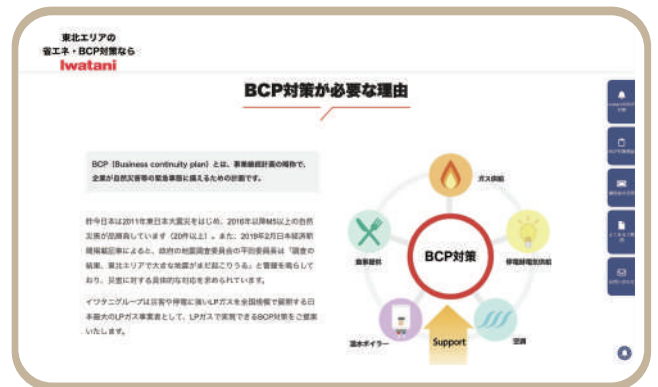 東北エリアの
省エネ・BCP対策なら
Iwatani
BCP対策が必要な理由
BCP（Business continuity plan）とは、事業継続計画の略称で、
企業が自然災害等の緊急事態に備えるための計画です。
昨今日本は2011年東日本大震災をはじめ、2016年以降M5以上の自然
災害が品頻発しています（20件以上）。また、2019年2月日本経済新
聞掲載記事によると、政府の地震調査委員会の平田委員長は「調査の
結果、東北エリアで大きな地震がまだ起こりうる」と警鐘を鳴らして
おり、災害に対する具体的な対応を求められています。
イワタニグループは災害や停電に強いLPガスを全国規模で展開する日
本最大のLPガス事業者として、LPガスで実現できるBCP対策をご提案
いたします。
ガス供給
食事提供
BCP対策
停電時電気供給
温水ボイラー
Support
空調